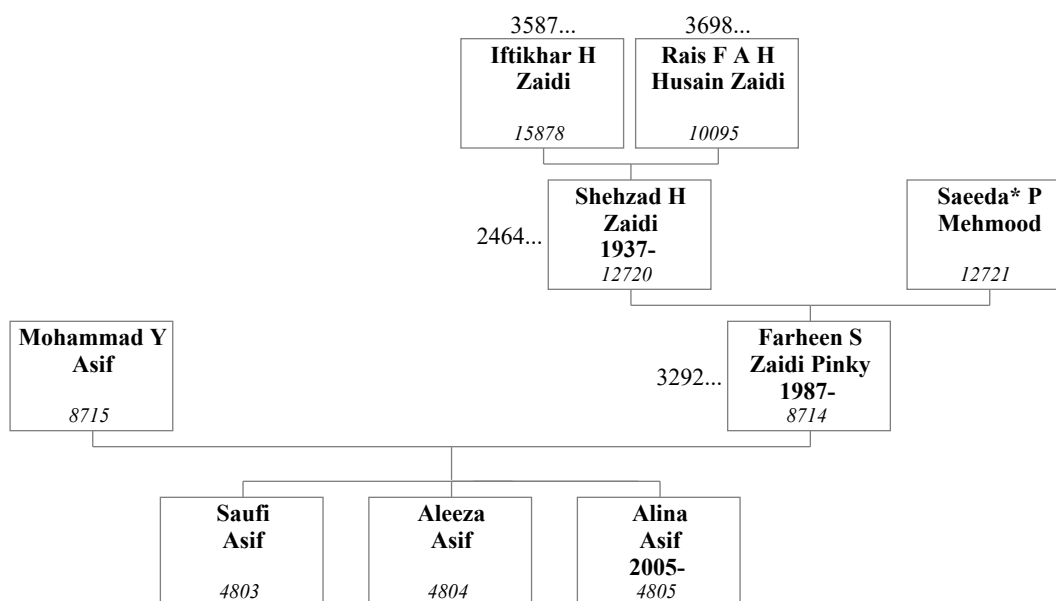 3587...
Iftikhar H
Zaidi
15878
3698...
Rais F A H
Husain Zaidi
10095
2464...
Shehzad H
Zaidi
1937-
12720
Saeeda* P
Mehmood
12721
Mohammad Y
Asif
8715
3292...
Farheen S
Zaidi Pinky
1987-
8714
Saufi
Asif
4803
Aleeza
Asif
4804
Alina
Asif
2005-
4805